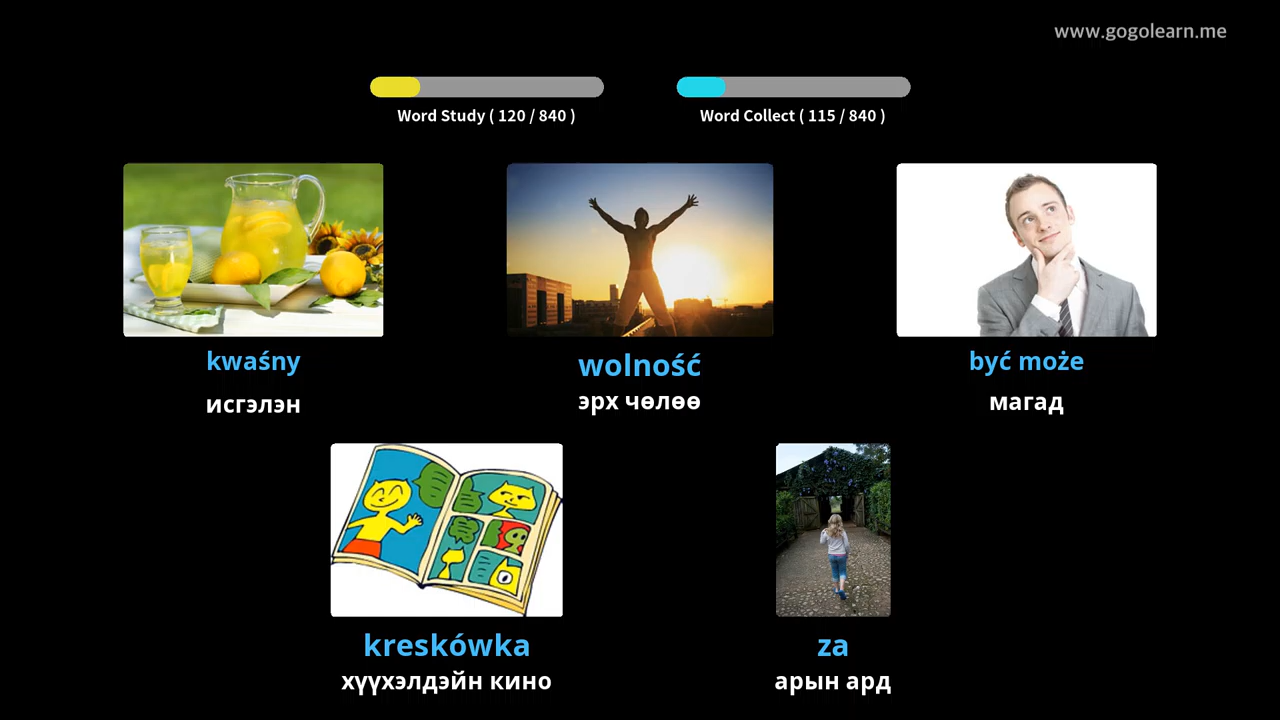 www.gogolearn.me
Word Study ( 120 / 840 )
Word Collect ( 115 / 840 )
kwaśny
исгэлэн
wolność
эрх чөлөө
być może
магад
kreskówka
хүүхэлдэйн кино
za
арын ард